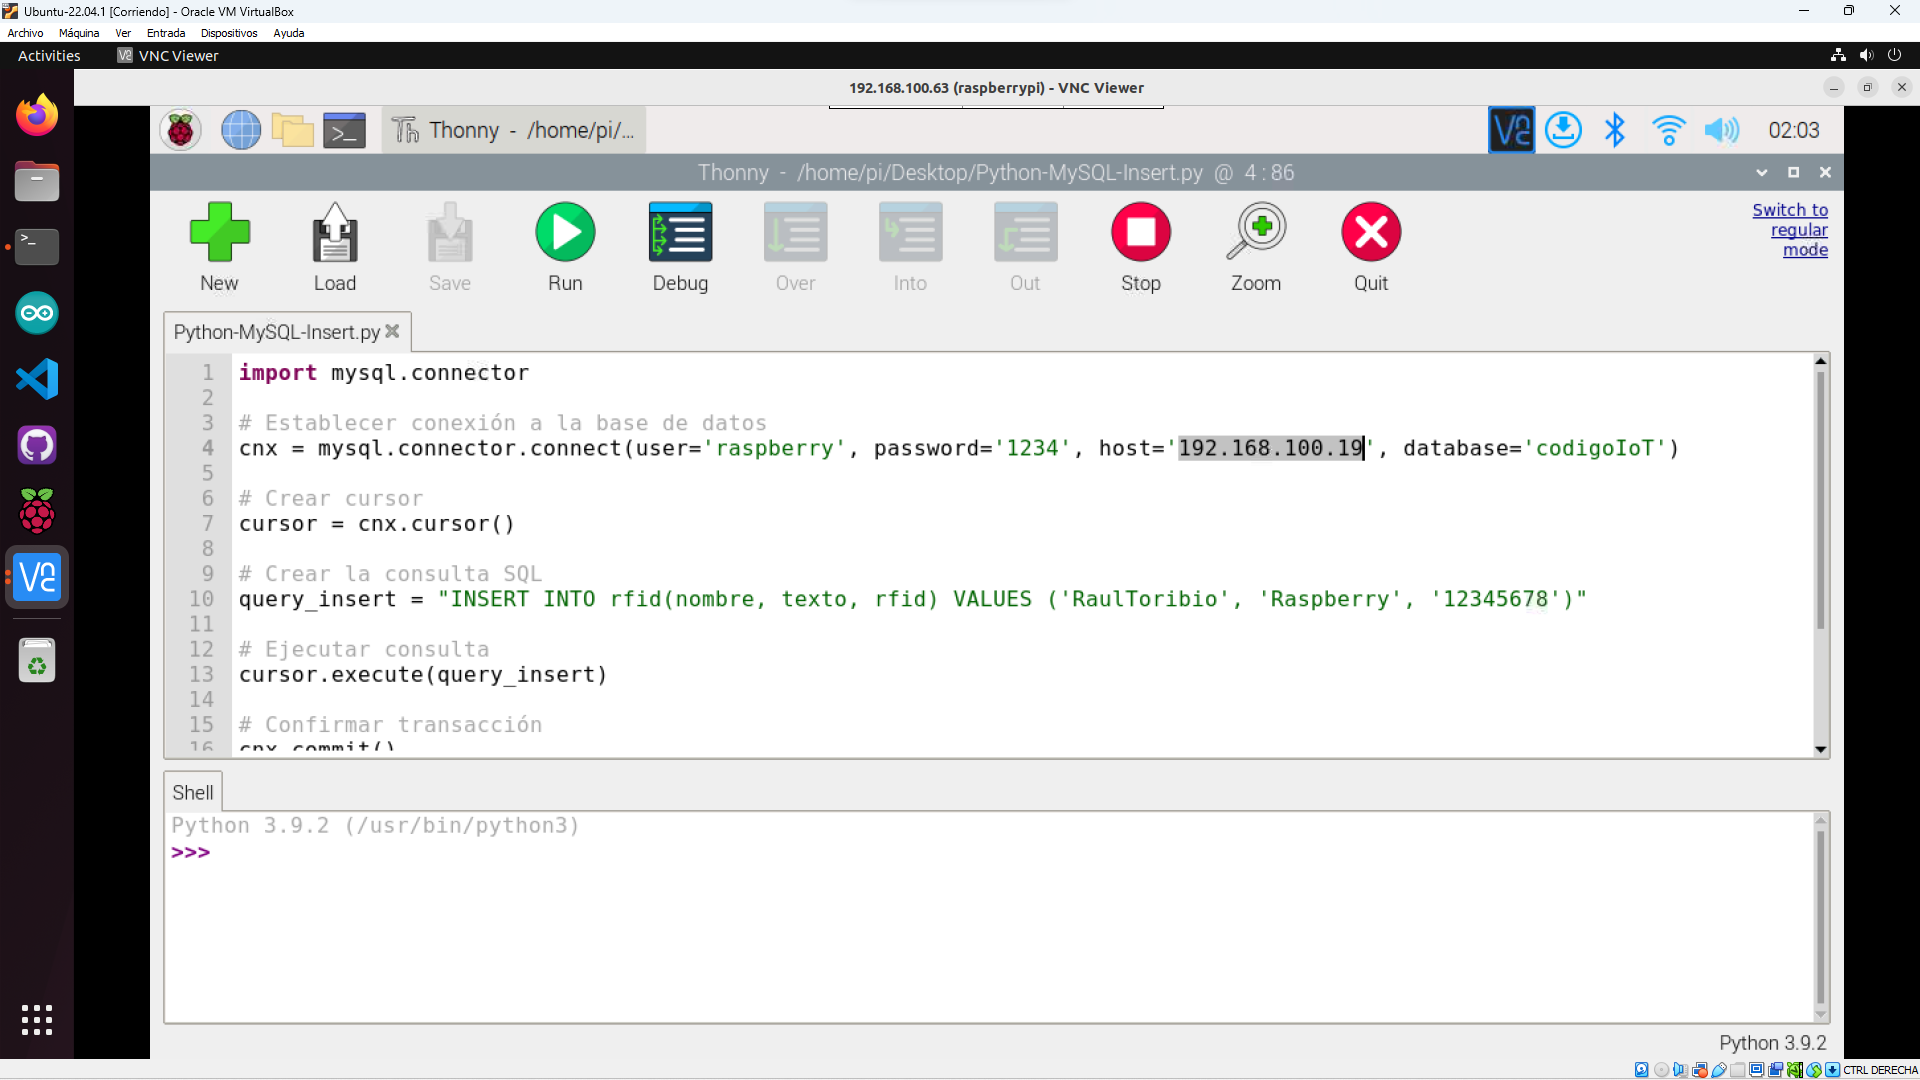 Ubuntu-22.04.1 [Corriendo] - Oracle VM VirtualBox
Archivo Máquina Ver Entrada Dispositivos Ayuda
Activities VNC Viewer
192.168.100.63 (raspberrypi) - VNC Viewer
Thonny - /home/pi/... 02:03
Thonny - /home/pi/Desktop/Python-MySQL-Insert.py @ 4 : 86
New Load Save Run Debug Over Into Out Stop Zoom Quit
Switch to
regular
mode
Python-MySQL-Insert.py
1 import mysql.connector
2
3 # Establecer conexión a la base de datos
4 cnx = mysql.connector.connect(user='raspberry', password='1234', host='192.168.100.19', database='codigoIoT')
5
6 # Crear cursor
7 cursor = cnx.cursor()
8
9 # Crear la consulta SQL
10 query_insert = "INSERT INTO rfid(nombre, texto, rfid) VALUES ('RaulToribio', 'Raspberry', '12345678')"
11
12 # Ejecutar consulta
13 cursor.execute(query_insert)
14
15 # Confirmar transacción
16 cnx.commit()
Shell
Python 3.9.2 (/usr/bin/python3)
>>>
Python 3.9.2
CTRL DERECHA